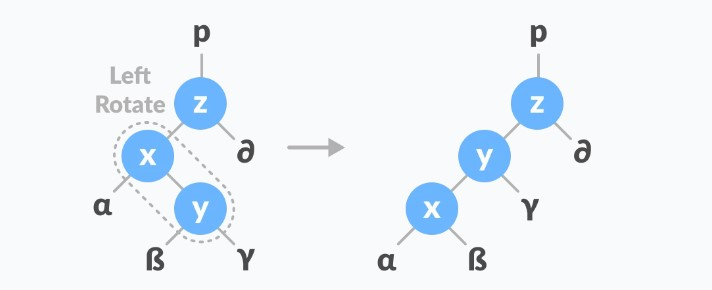 p
p
Left
Rotate
z
z
x
∂
y
∂
α
y
x
γ
ß
γ
α
ß